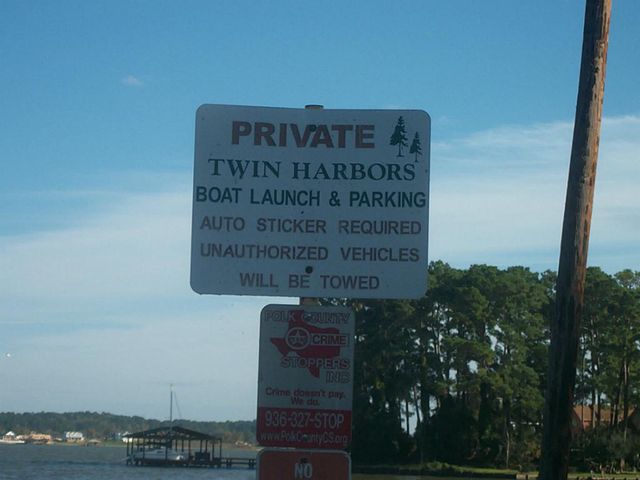 PRIVATE
TWIN HARBORS
BOAT LAUNCH & PARKING
AUTO STICKER REQUIRED
UNAUTHORIZED VEHICLES
WILL BE TOWED
POLK COUNTY
CRIME
STOPPERS
INC
Crime doesn't pay.
We do.
936-327-STOP
www.PolkCountyCS.org
NO